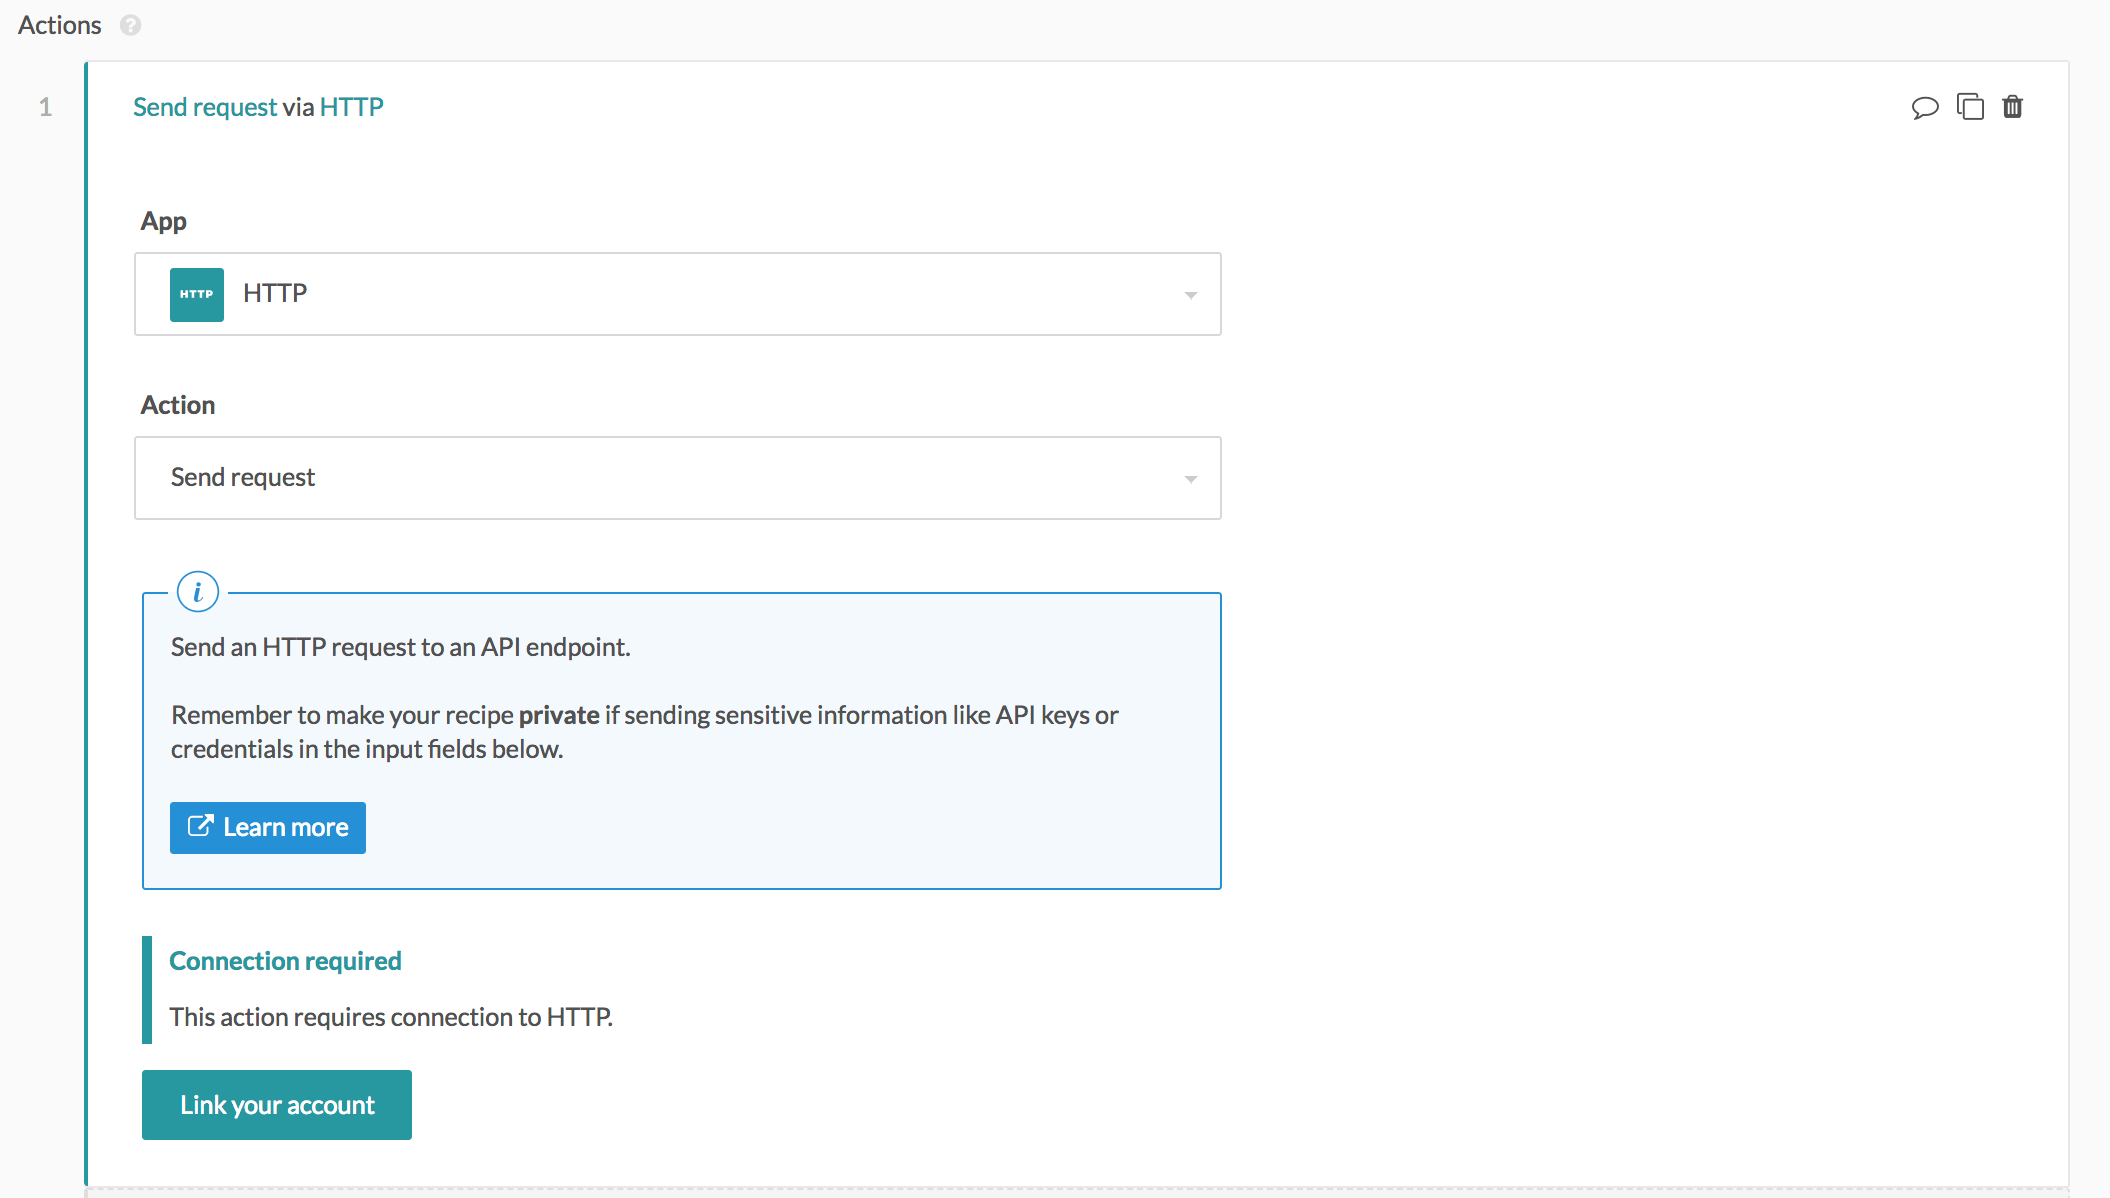 Actions ?
1 Send request via HTTP
App
HTTP HTTP
Action
Send request
i
Send an HTTP request to an API endpoint.
Remember to make your recipe private if sending sensitive information like API keys or
credentials in the input fields below.
Learn more
Connection required
This action requires connection to HTTP.
Link your account